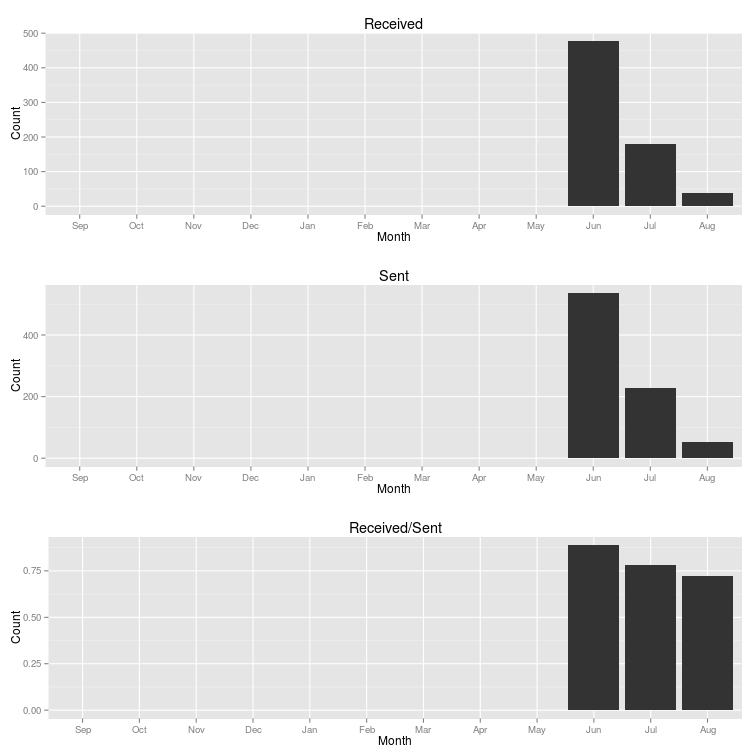 Received
500
400
300
200
100
0
Count
Sep Oct Nov Dec Jan Feb Mar Apr May Jun Jul Aug
Month
Sent
400
200
0
Count
Sep Oct Nov Dec Jan Feb Mar Apr May Jun Jul Aug
Month
Received/Sent
0.75
0.50
0.25
0.00
Count
Sep Oct Nov Dec Jan Feb Mar Apr May Jun Jul Aug
Month